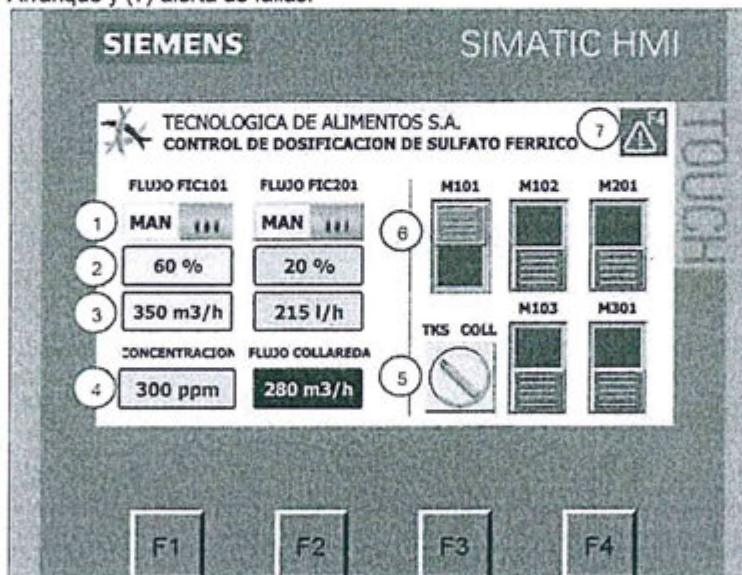 Arranque y (7) alerta de fallas.
SIEMENS
SIMATIC HMI
TECNOLOGICA DE ALIMENTOS S.A.
CONTROL DE DOSIFICACION DE SULFATO FERRICO
7
F4
TOUCH
FLUJO FIC101
FLUJO FIC201
M101
M102
M201
1
MAN
MAN
6
2
60 %
20 %
3
350 m3/h
215 l/h
TKS COLL
M103
M301
CONCENTRACION
FLUJO COLLAREDA
4
300 ppm
280 m3/h
5
F1
F2
F3
F4